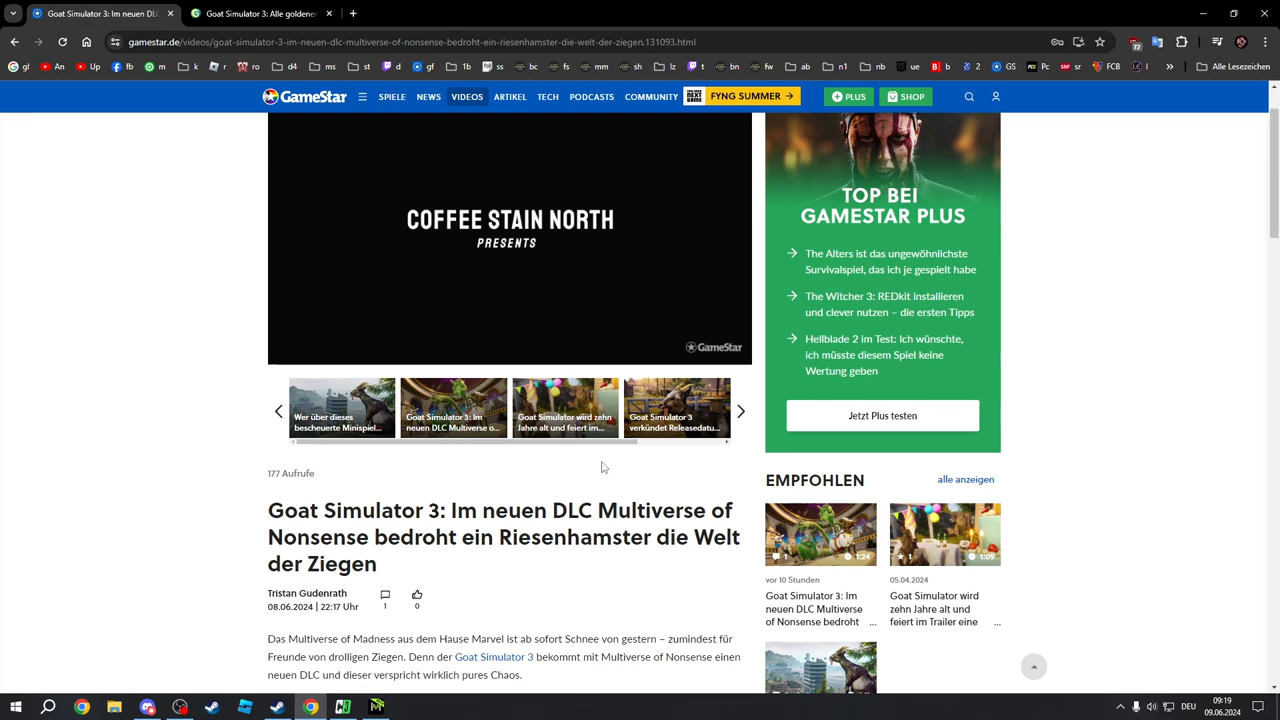 GameStar: Im neuen DLC
Goat Simulator 3: Alle goldenen
gamestar.de/videos/goat-simulator-3-im-neuen-dlc-multiverse-of-nonsense-bedroht-ein-riesenhamster-die-welt-der-ziegen,131093.html
72
Alle Lesezeichen
GameStar SPIELE NEWS VIDEOS ARTIKEL TECH PODCASTS COMMUNITY FYNG SUMMER PLUS SHOP
COFFEE STAIN NORTH
PRESENTS
GameStar
TOP BEI
GAMESTAR PLUS
The Alters ist das ungewöhnlichste
Survivalspiel, das ich je gespielt habe
The Witcher 3: REDkit installieren
und clever nutzen – die ersten Tipps
Hellblade 2 im Test: Ich wünschte,
ich müsste diesem Spiel keine
Wertung geben
Jetzt Plus testen
Wer über dieses
bescheuerte Minispiel...
Goat Simulator 3: Im
neuen DLC Multiverse o...
Goat Simulator wird zehn
Jahre alt und feiert im...
Goat Simulator 3
verkündet Releasedatu...
177 Aufrufe
Goat Simulator 3: Im neuen DLC Multiverse of
Nonsense bedroht ein Riesenhamster die Welt
der Ziegen
Tristan Gudenrath
08.06.2024 | 22:17 Uhr
1
0
Das Multiverse of Madness aus dem Hause Marvel ist ab sofort Schnee von gestern – zumindest für
Freunde von drolligen Ziegen. Denn der Goat Simulator 3 bekommt mit Multiverse of Nonsense einen
neuen DLC und dieser verspricht wirklich pures Chaos.
EMPFOHLEN
alle anzeigen
1
1:24
vor 10 Stunden
Goat Simulator 3: Im
neuen DLC Multiverse
of Nonsense bedroht ...
1
1:09
05.04.2024
Goat Simulator wird
zehn Jahre alt und
feiert im Trailer eine ...
DEU
09:19
09.06.2024